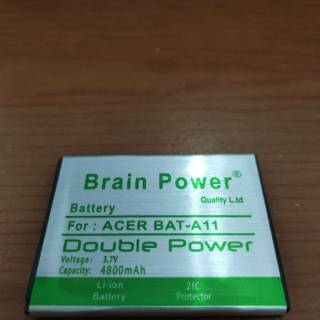 Brain Power®
Quality L.td
Battery
For : ACER BAT-A11
Double Power
Voltage : 3.7V
Capacity: 4800mAh
Li-ion 21C
Battery Protector